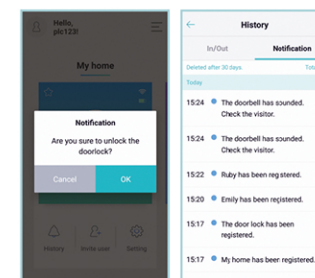 Hello,
plc123!
My home
Notification
Are you sure to unlock the
doorlock?
Cancel
OK
History
Invite user
Setting
History
In/Out
Notification
Deleted after 30 days
Today
15:24 The doorbell has sounded.
Check the visitor.
15:24 The doorbell has sounded.
Check the visitor.
15:22 Ruby has been registered.
15:20 Emily has been registered.
15:17 The door lock has been
registered.
15:17 My home has been registered.